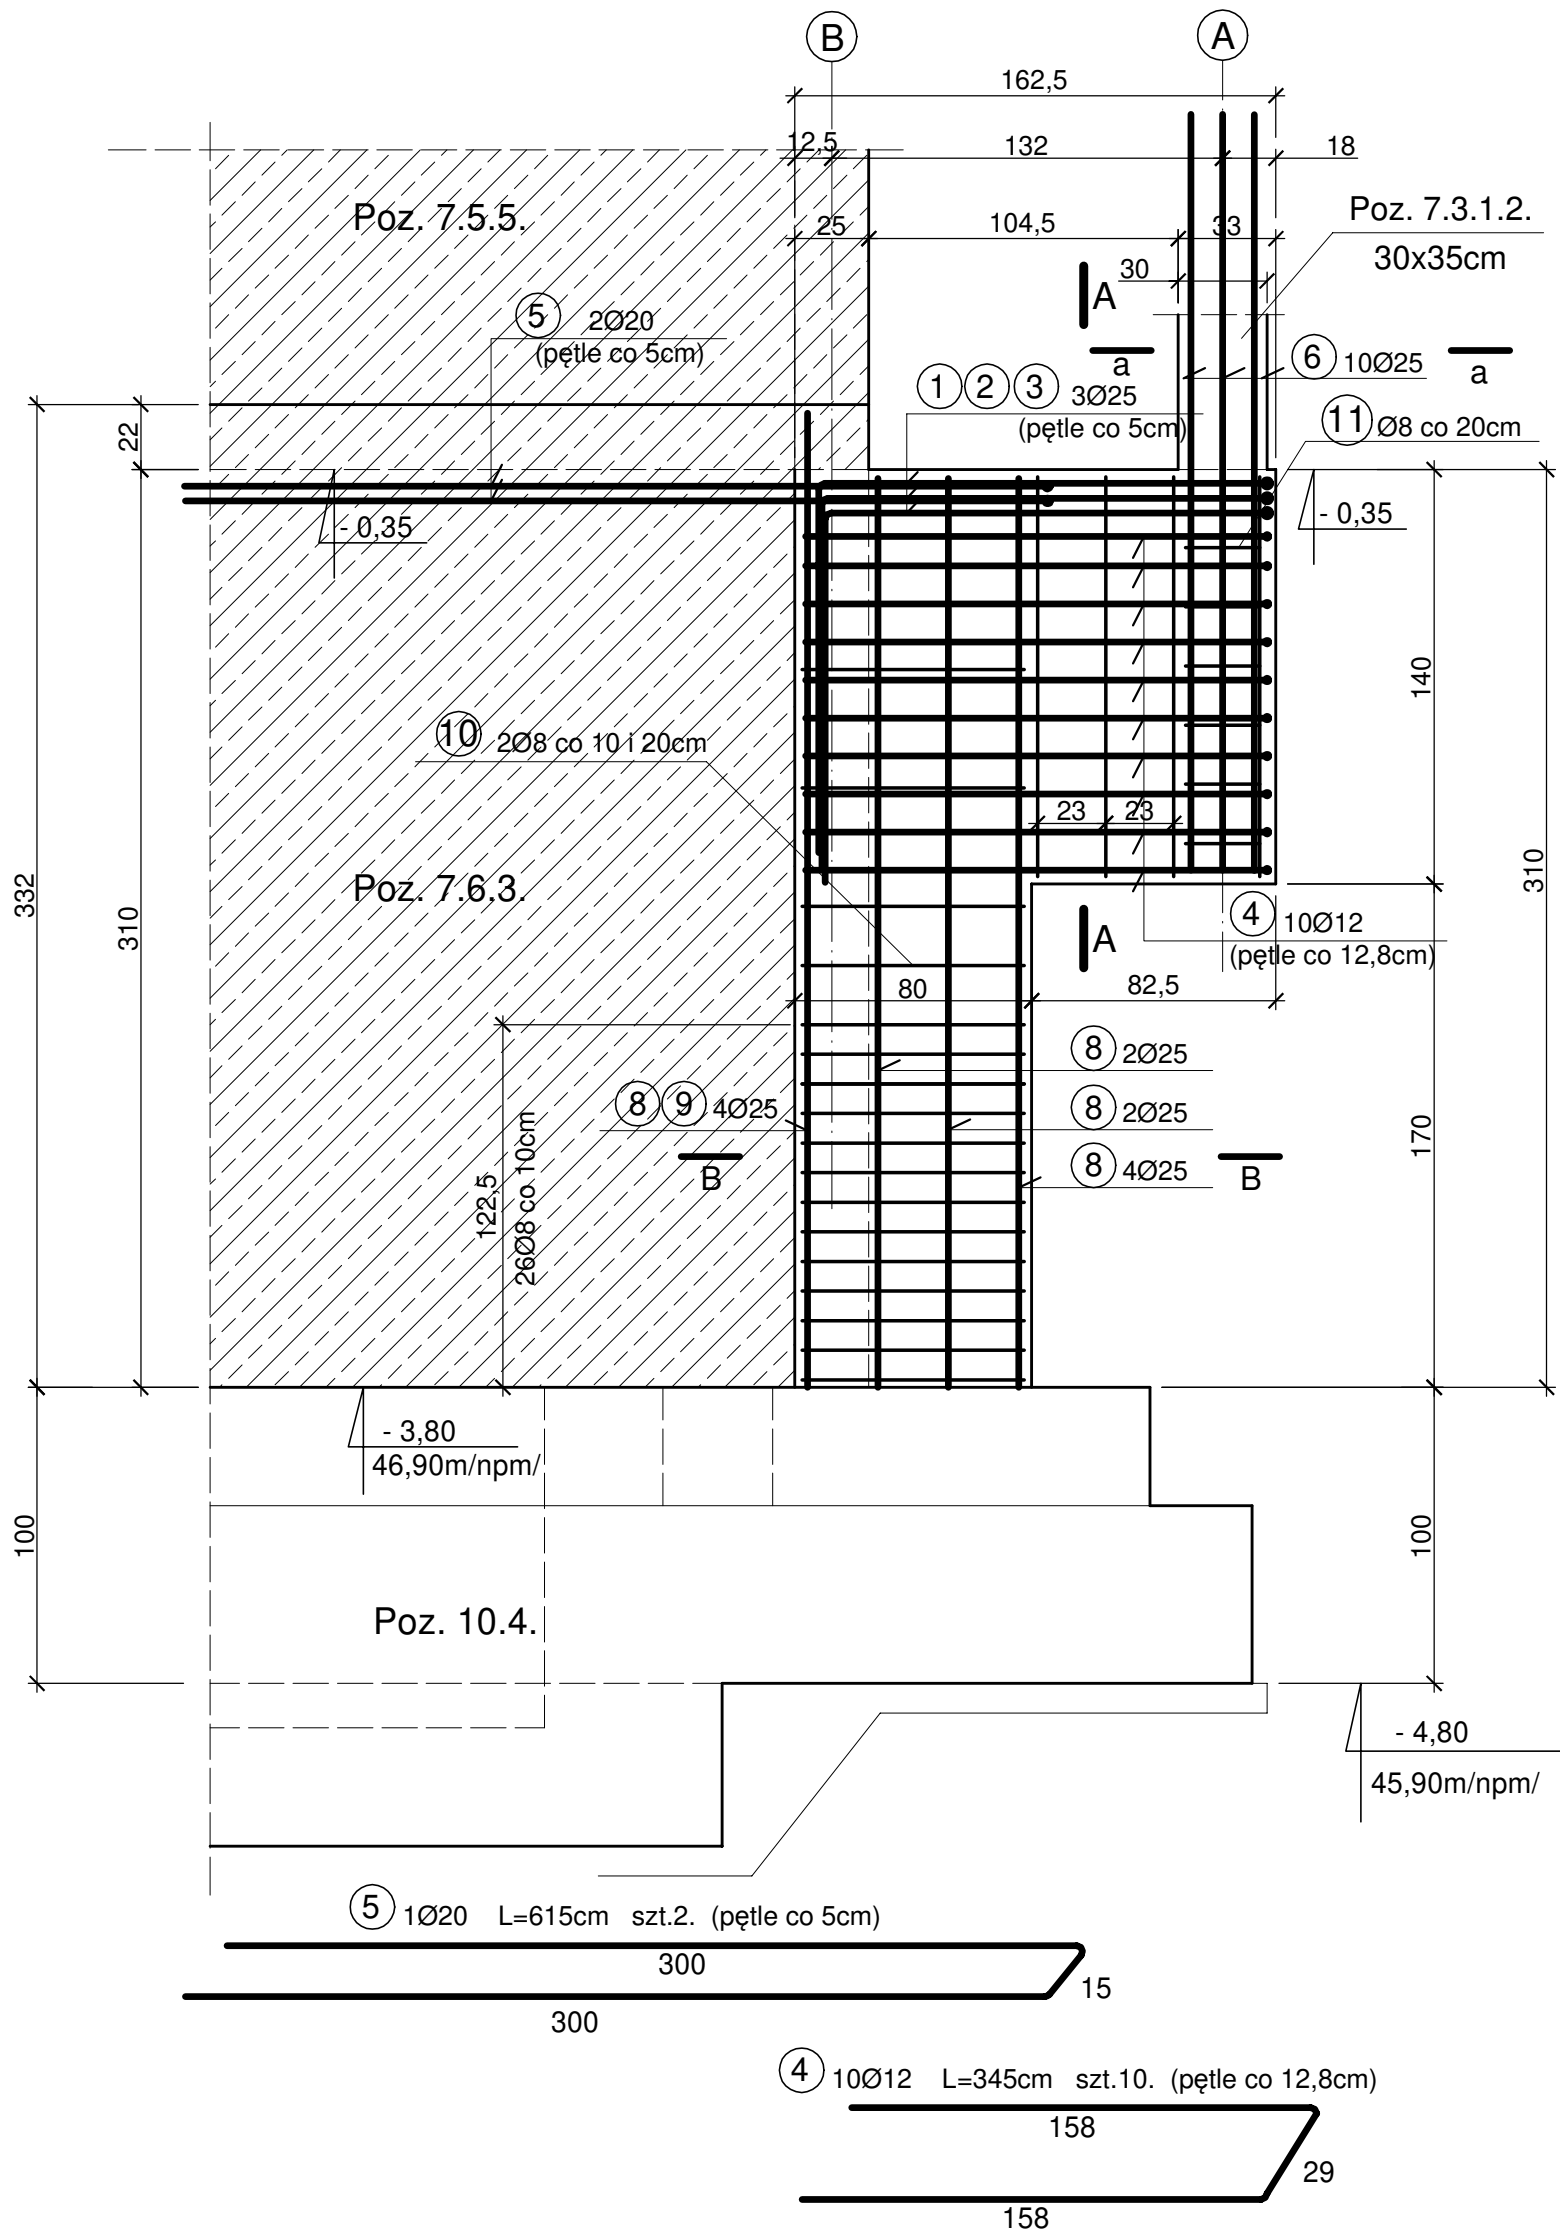 B
A
162,5
12,5
132
18
Poz. 7.5.5.
25
104,5
33
Poz. 7.3.1.2.
30x35cm
30
A
a
a
5 2Ø20
(pętle co 5cm)
1 2 3 3Ø25
(pętle co 5cm)
6 10Ø25
11 Ø8 co 20cm
22
- 0,35
- 0,35
140
10 2Ø8 co 10 i 20cm
23
23
332
310
310
Poz. 7.6.3.
4 10Ø12
(pętle co 12,8cm)
A
80
82,5
8 2Ø25
8 9 4Ø25
8 2Ø25
8 4Ø25
B
B
122,5
26Ø8 co 10cm
170
- 3,80
46,90m/npm/
100
100
Poz. 10.4.
- 4,80
45,90m/npm/
5 1Ø20 L=615cm szt.2. (pętle co 5cm)
300
15
300
4 10Ø12 L=345cm szt.10. (pętle co 12,8cm)
158
29
158